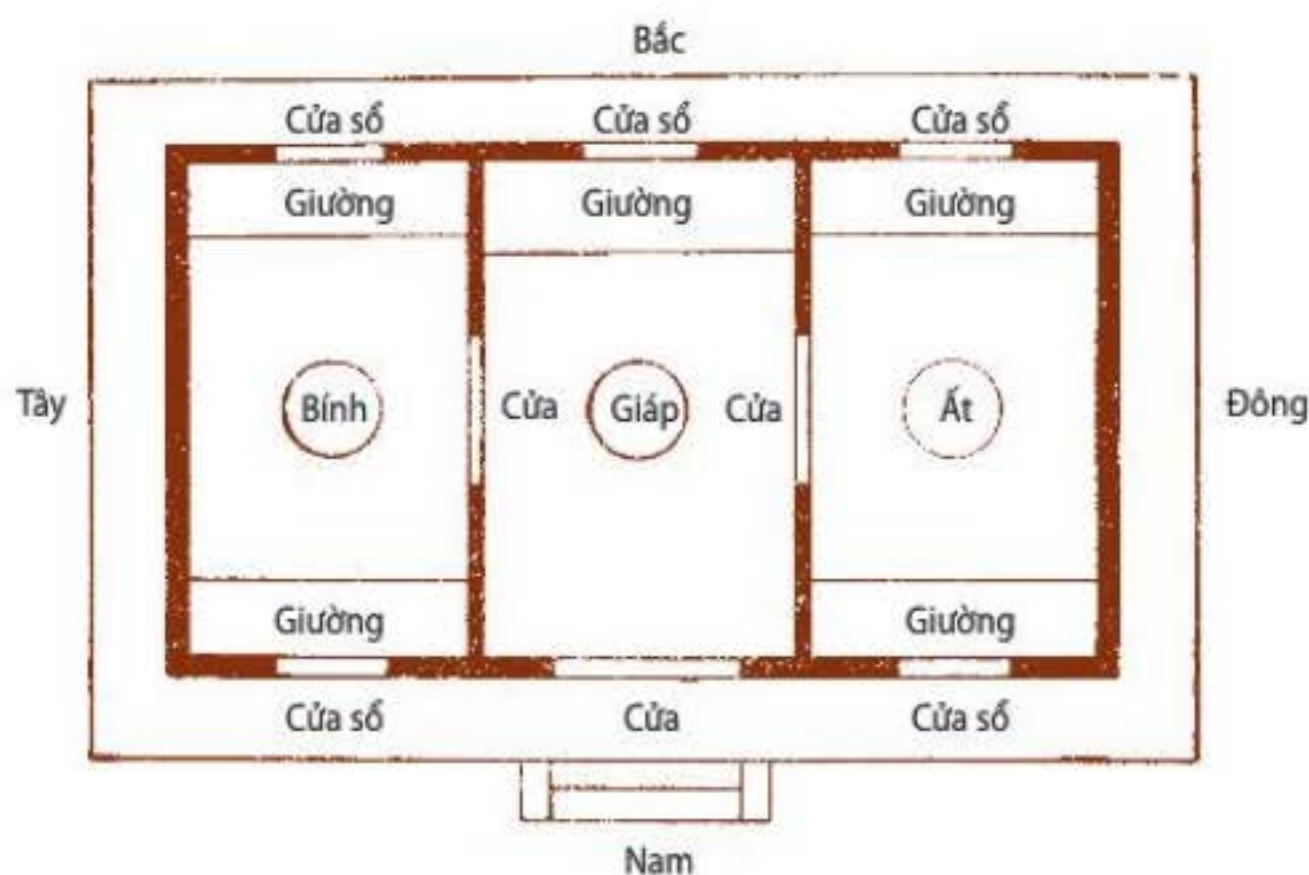 Bắc
Cửa sổ Cửa sổ Cửa sổ
Giường Giường Giường
Tây Bính Cửa Giáp Cửa Ất Đông
Giường Giường
Cửa sổ Cửa Cửa sổ
Nam